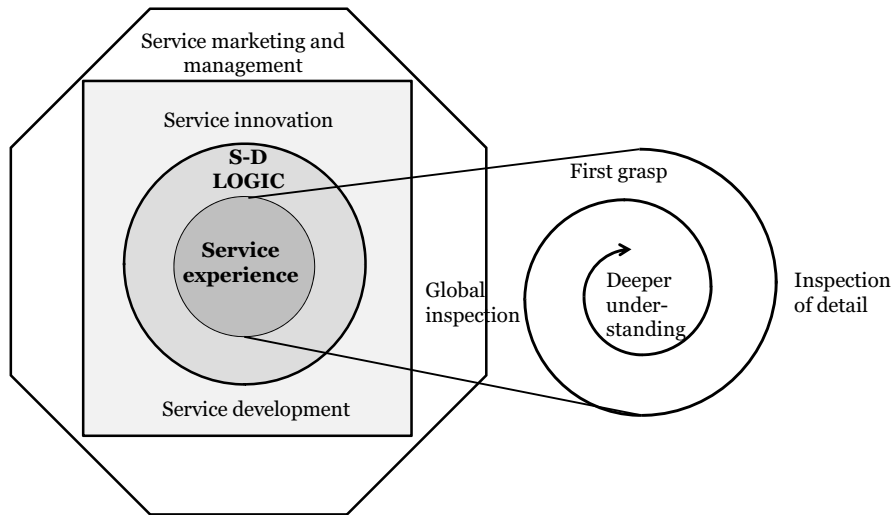 Service marketing and
management
Service innovation
S-D
LOGIC
Service
experience
Service development
First grasp
Global
inspection
Deeper
under-
standing
Inspection
of detail